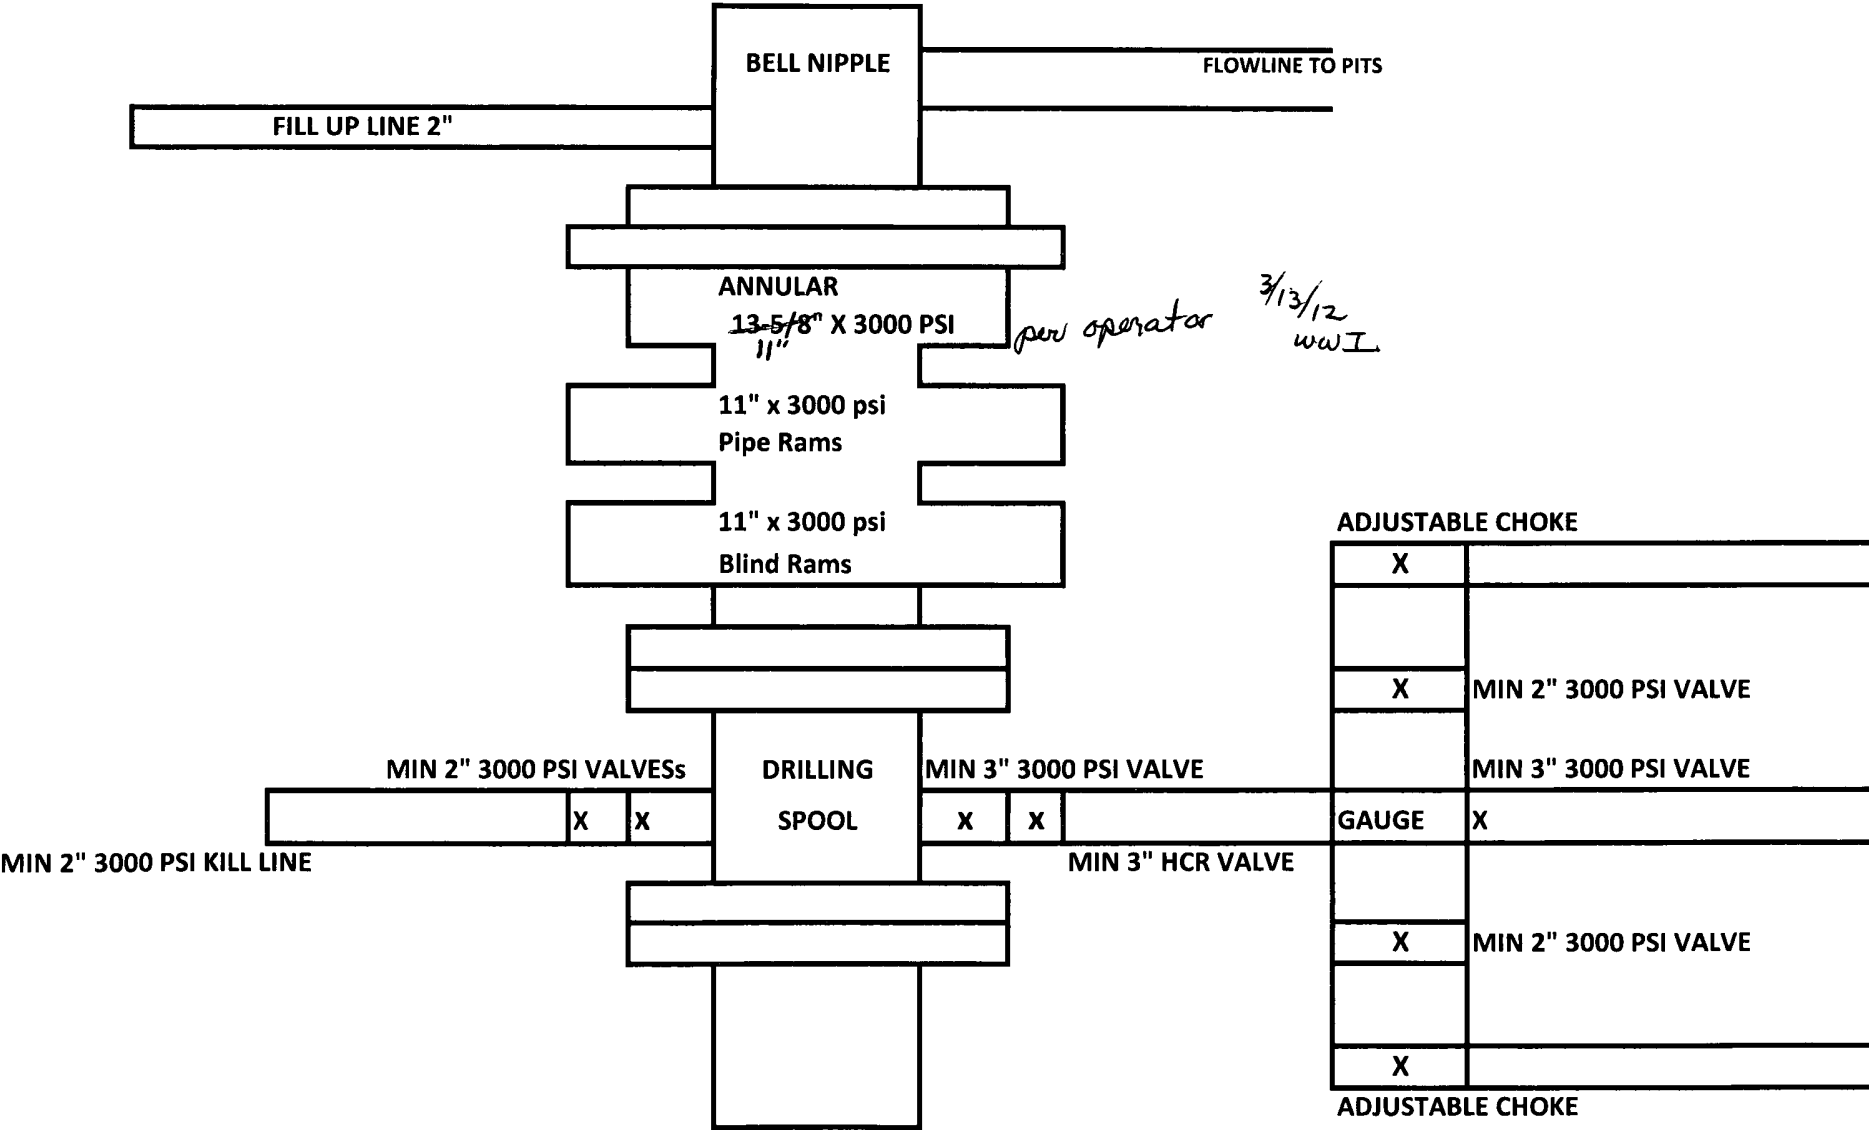 BELL NIPPLE
FLOWLINE TO PITS
FILL UP LINE 2"
ANNULAR
13-5/8" X 3000 PSI
11"
per operator
3/13/12
WWI
11" x 3000 psi
Pipe Rams
11" x 3000 psi
Blind Rams
ADJUSTABLE CHOKE
X
X
MIN 2" 3000 PSI VALVE
MIN 2" 3000 PSI VALVESs
DRILLING
MIN 3" 3000 PSI VALVE
MIN 3" 3000 PSI VALVE
X
X
SPOOL
X
X
GAUGE
X
MIN 2" 3000 PSI KILL LINE
MIN 3" HCR VALVE
X
MIN 2" 3000 PSI VALVE
X
ADJUSTABLE CHOKE